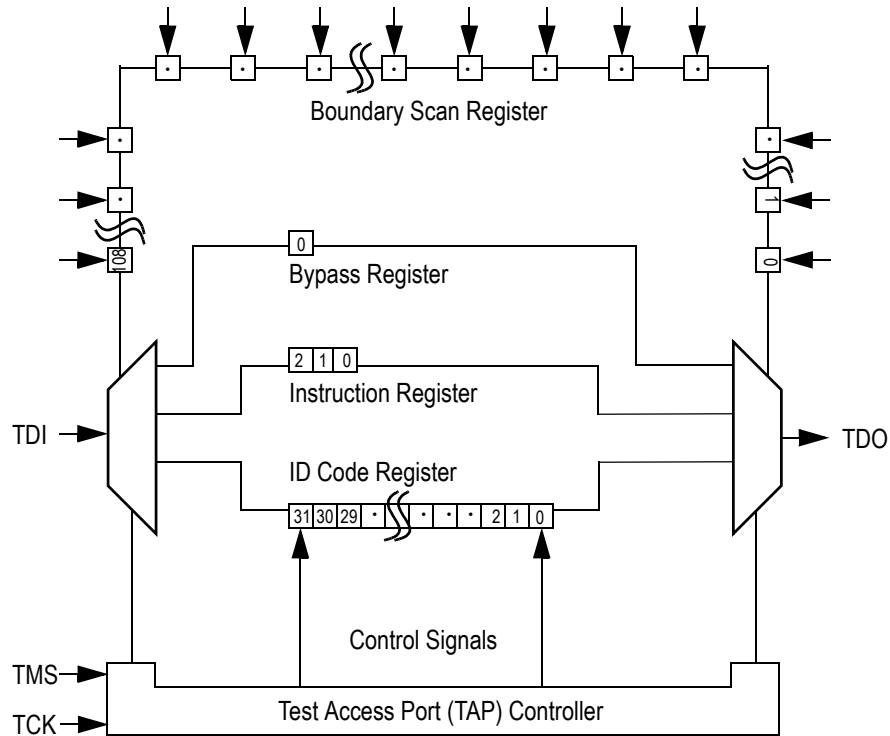 · · · · · · · ·
Boundary Scan Register
· ·
· 1
108 0
0
Bypass Register
2 1 0
Instruction Register
TDI TDO
ID Code Register
31 30 29 · · · · 2 1 0
Control Signals
TMS
Test Access Port (TAP) Controller
TCK